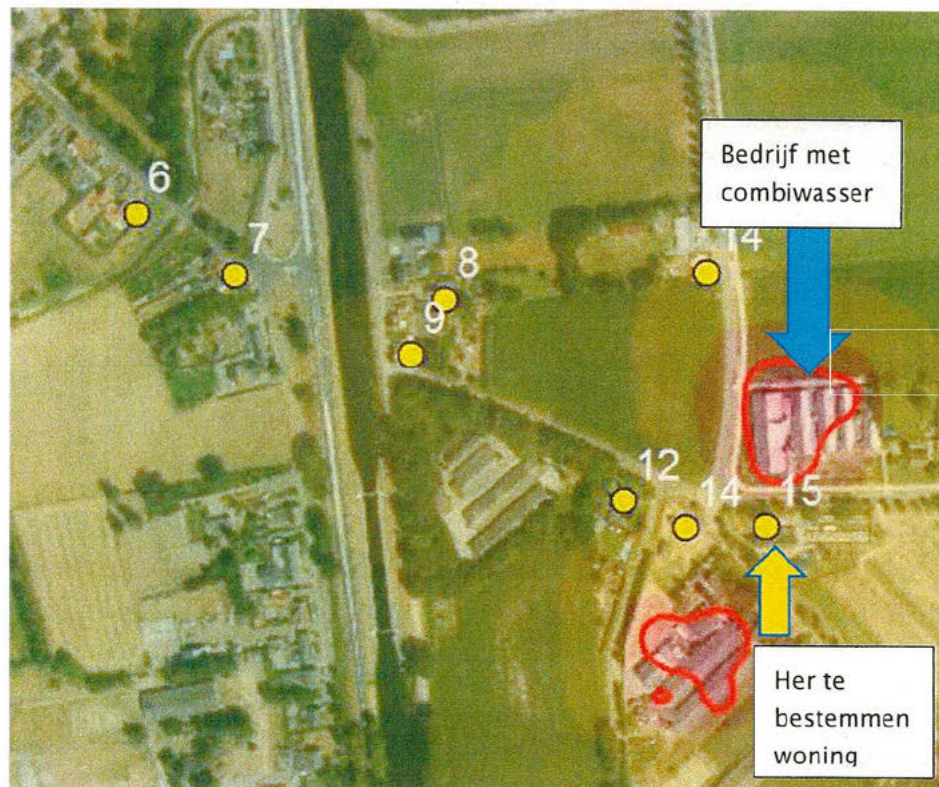 Bedrijf met
combiwasser
6
14
7
8
9
12
14
15
Her te
bestemmen
woning